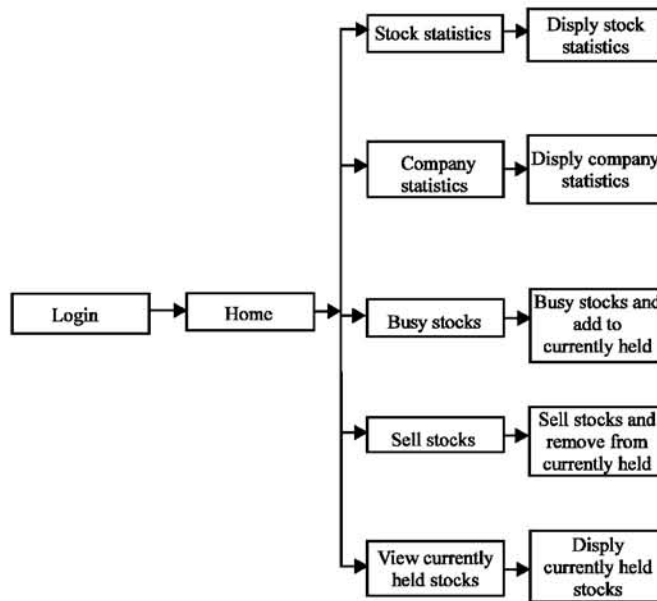 Stock statistics
Disply stock
statistics
Company
statistics
Disply company
statistics
Login
Home
Busy stocks
Busy stocks and
add to
currently held
Sell stocks
Sell stocks and
remove from
currently held
View currently
held stocks
Disply
currently held
stocks